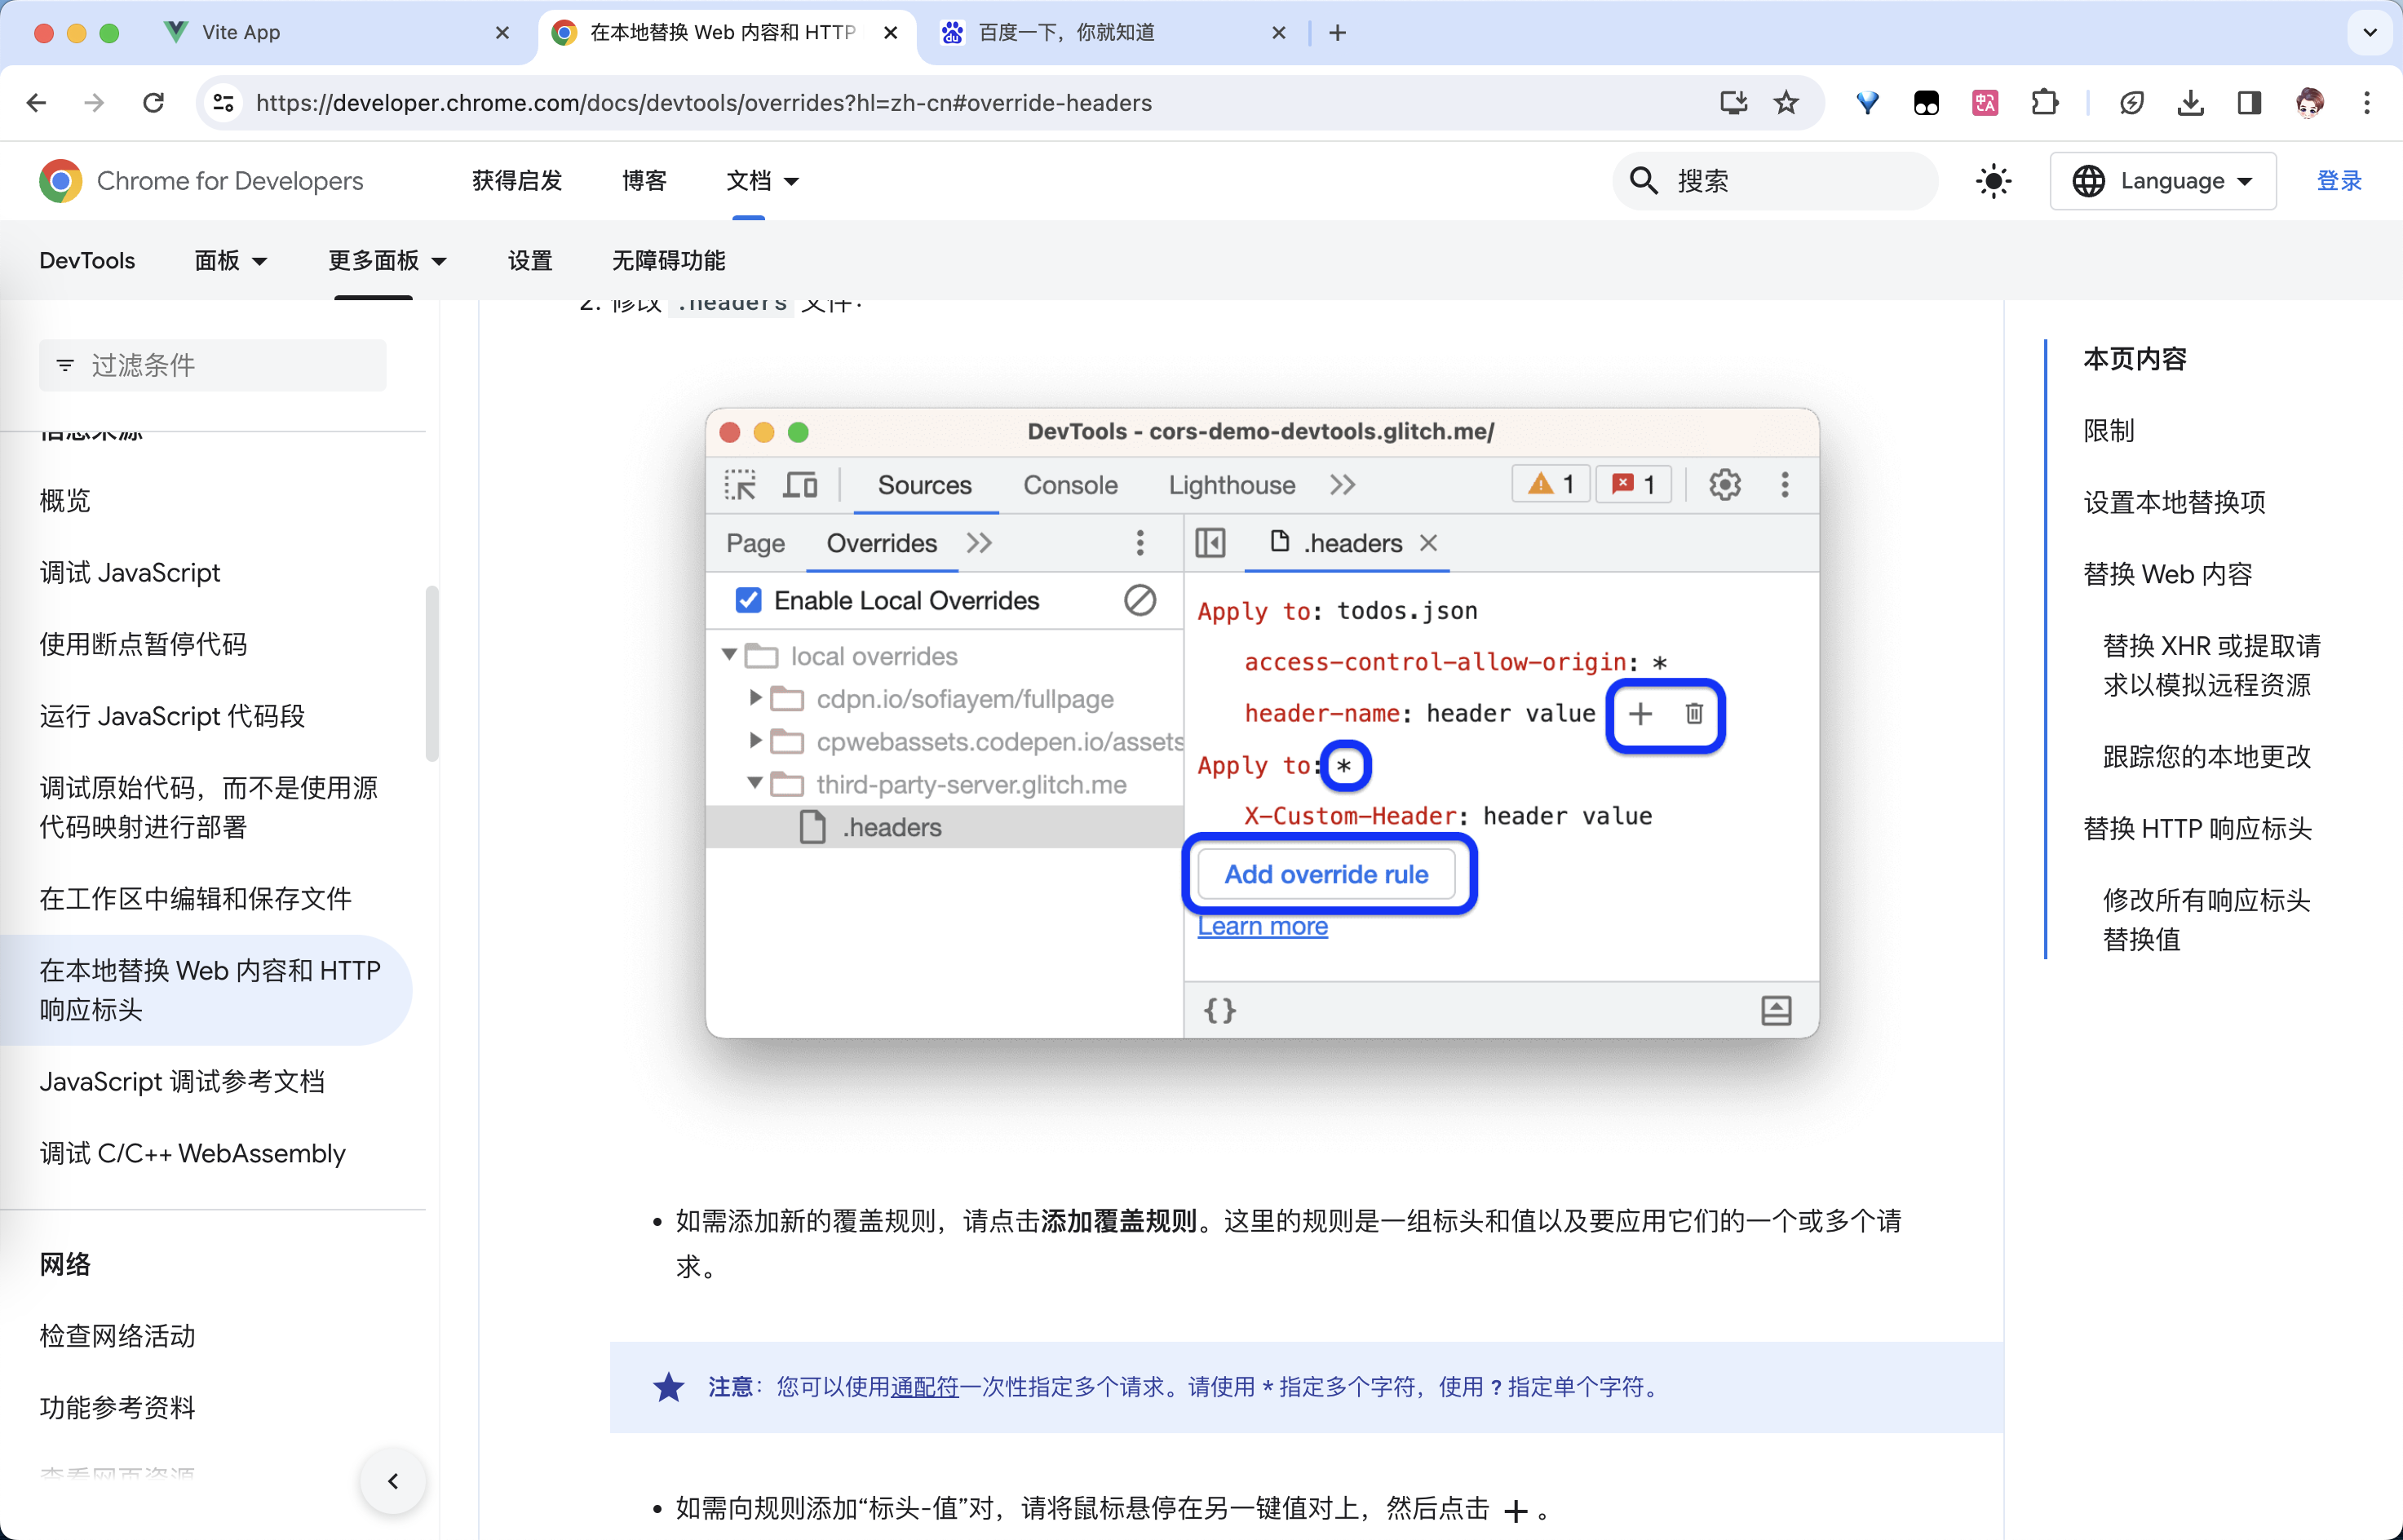 Vite App
在本地替换 Web 内容和 HTTP
百度一下，你就知道
https://developer.chrome.com/docs/devtools/overrides?hl=zh-cn#override-headers
Chrome for Developers
获得启发
博客
文档
搜索
Language
登录
DevTools
面板
更多面板
设置
无障碍功能
过滤条件
信息来源
概览
调试 JavaScript
使用断点暂停代码
运行 JavaScript 代码段
调试原始代码，而不是使用源
代码映射进行部署
在工作区中编辑和保存文件
在本地替换 Web 内容和 HTTP
响应标头
JavaScript 调试参考文档
调试 C/C++ WebAssembly
网络
检查网络活动
功能参考资料
查看网页资源
2. 修改 .headers 文件：
DevTools - cors-demo-devtools.glitch.me/
Sources
Console
Lighthouse
1
1
Page
Overrides
.headers
Enable Local Overrides
local overrides
cdpn.io/sofiayem/fullpage
cpwebassets.codepen.io/assets
third-party-server.glitch.me
.headers
Apply to: todos.json
access-control-allow-origin: *
header-name: header value
Apply to: *
X-Custom-Header: header value
Add override rule
Learn more
{}
• 如需添加新的覆盖规则，请点击添加覆盖规则。这里的规则是一组标头和值以及要应用它们的一个或多个请
求。
注意：您可以使用通配符一次性指定多个请求。请使用 * 指定多个字符，使用 ? 指定单个字符。
• 如需向规则添加“标头-值”对，请将鼠标悬停在另一键值对上，然后点击 + 。
本页内容
限制
设置本地替换项
替换 Web 内容
替换 XHR 或提取请
求以模拟远程资源
跟踪您的本地更改
替换 HTTP 响应标头
修改所有响应标头
替换值